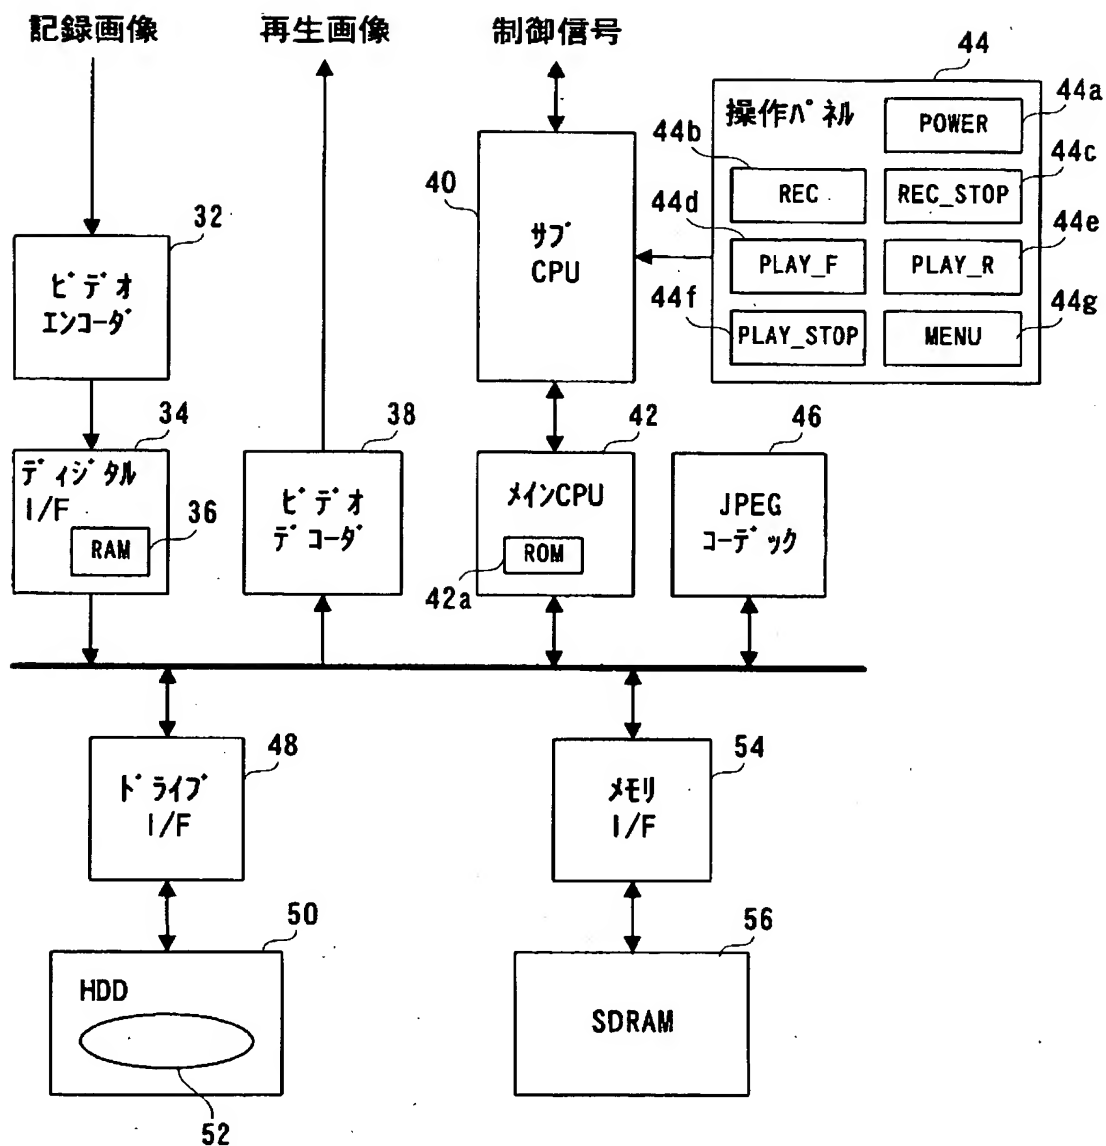 記録画像
再生画像
制御信号
44
操作パネル
POWER
44a
44b
REC
REC_STOP
44c
40
サブ
CPU
44d
PLAY_F
PLAY_R
44e
44f
PLAY_STOP
MENU
44g
32
ビデオ
エンコーダ
34
ディジタル
I/F
36
RAM
38
ビデオ
デコーダ
42
メインCPU
ROM
42a
46
JPEG
コーデック
48
ドライブ
I/F
54
メモリ
I/F
50
HDD
52
56
SDRAM